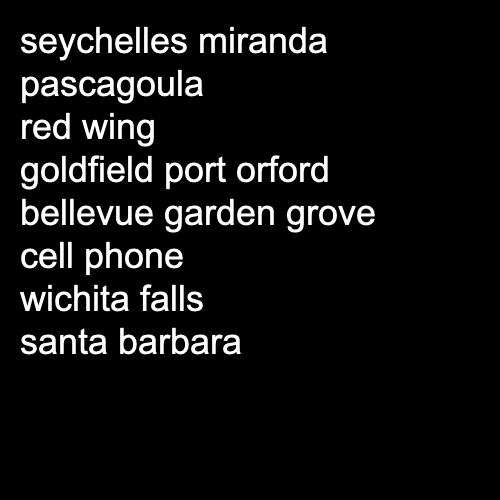 seychelles miranda
pascagoula
red wing
goldfield port orford
bellevue garden grove
cell phone
wichita falls
santa barbara